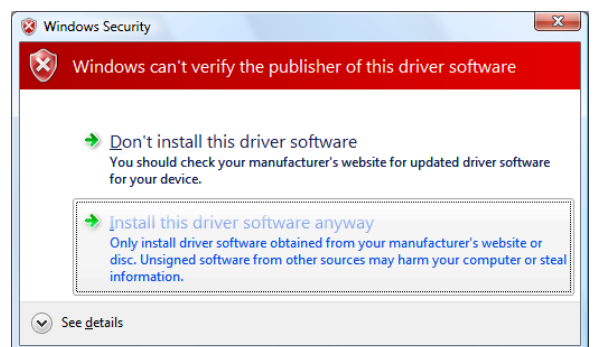 Windows Security
Windows can't verify the publisher of this driver software
Don't install this driver software
You should check your manufacturer's website for updated driver software
for your device.
Install this driver software anyway
Only install driver software obtained from your manufacturer's website or
disc. Unsigned software from other sources may harm your computer or steal
information.
See details